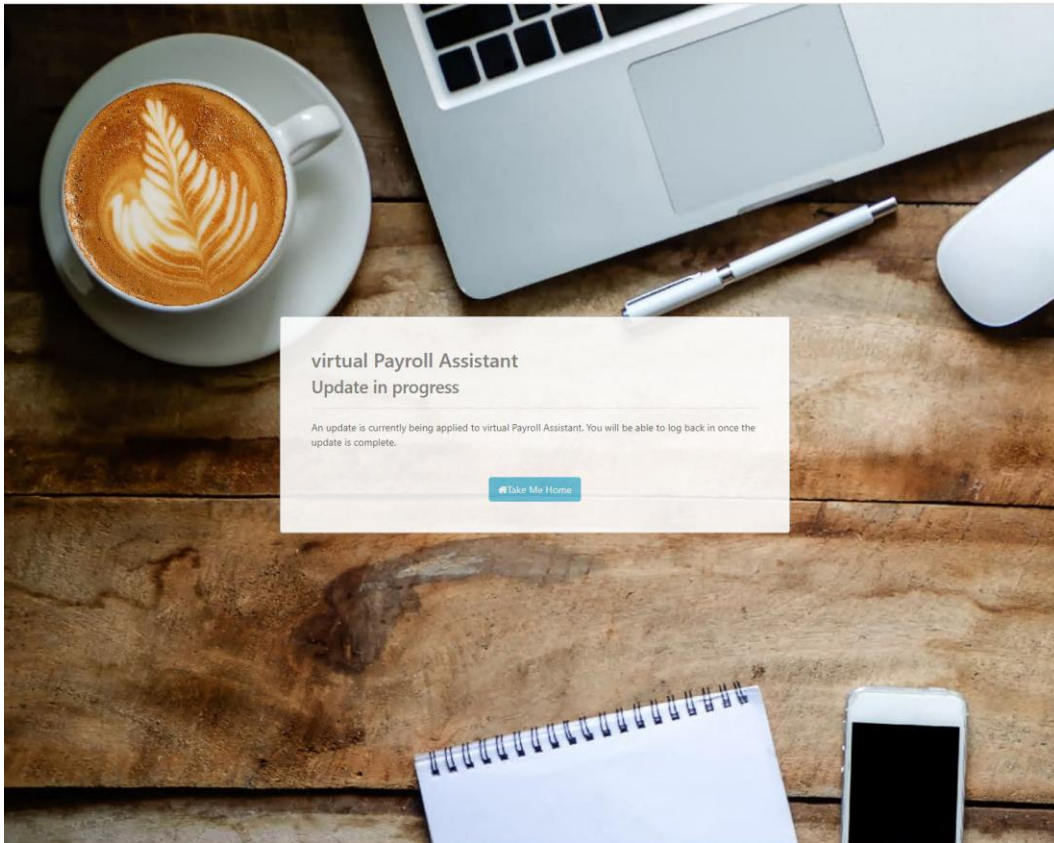 virtual Payroll Assistant
Update in progress
An update is currently being applied to virtual Payroll Assistant. You will be able to log back in once the
update is complete.
Take Me Home